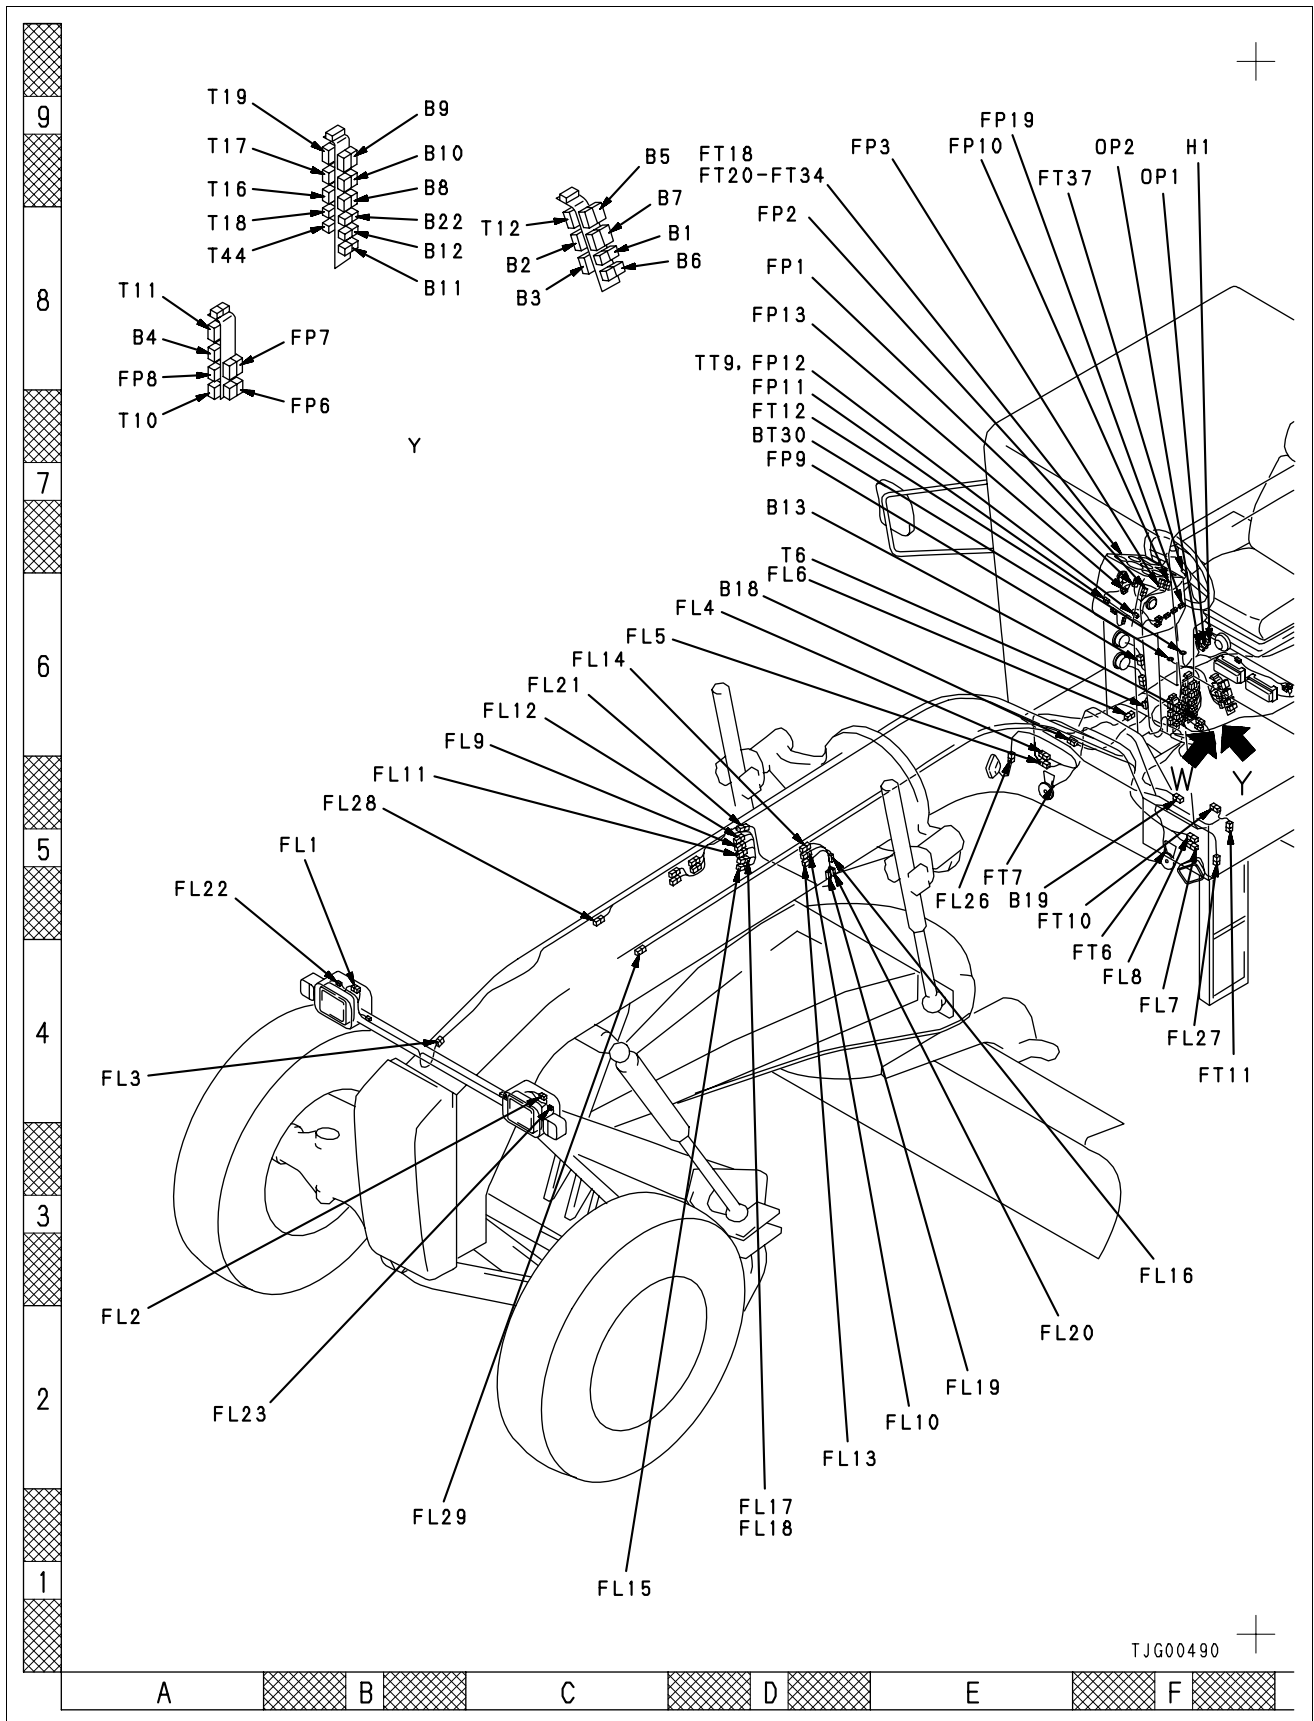 9
T19
B9
T17
B10
T16
B8
T18
B22
T44
B12
B11
B5
T12
B7
B2
B1
B3
B6
FT18
FT20-FT34
FP3
FP19
FP10
OP2
H1
FT37
OP1
FP2
8
T11
B4
FP7
FP8
T10
FP6
FP1
FP13
TT9, FP12
FP11
FT12
BT30
FP9
Y
7
B13
T6
FL6
B18
FL4
FL5
6
FL14
FL21
FL12
FL9
FL11
FL28
W
Y
5
FL1
FL22
FT7
FL26
B19
FT10
FT6
FL8
FL7
FL27
FT11
4
FL3
3
FL16
FL2
FL20
2
FL19
FL23
FL10
FL13
FL29
FL17
FL18
1
FL15
TJG00490
A
B
C
D
E
F